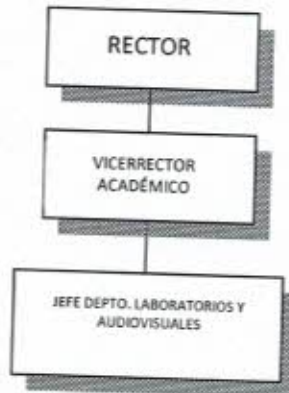 RECTOR
VICERRECTOR
ACADÉMICO
JEFE DEPTO. LABORATORIOS Y
AUDIOVISUALES